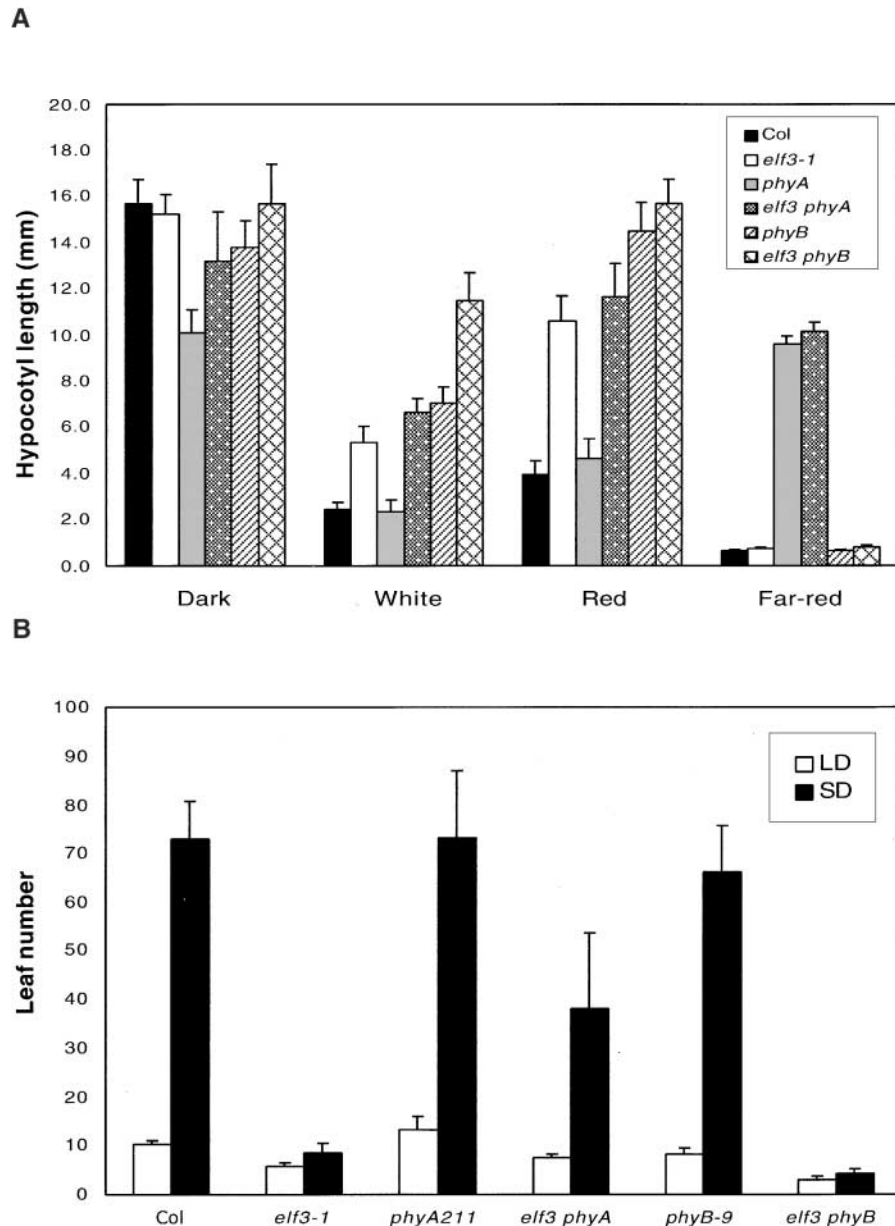 A
Hypocotyl length (mm)
20.0
18.0
16.0
14.0
12.0
10.0
8.0
6.0
4.0
2.0
0.0
Col
elf3-1
phyA
elf3 phyA
phyB
elf3 phyB
Dark White Red Far-red
B
Leaf number
100
90
80
70
60
50
40
30
20
10
0
LD
SD
Col elf3-1 phyA211 elf3 phyA phyB-9 elf3 phyB